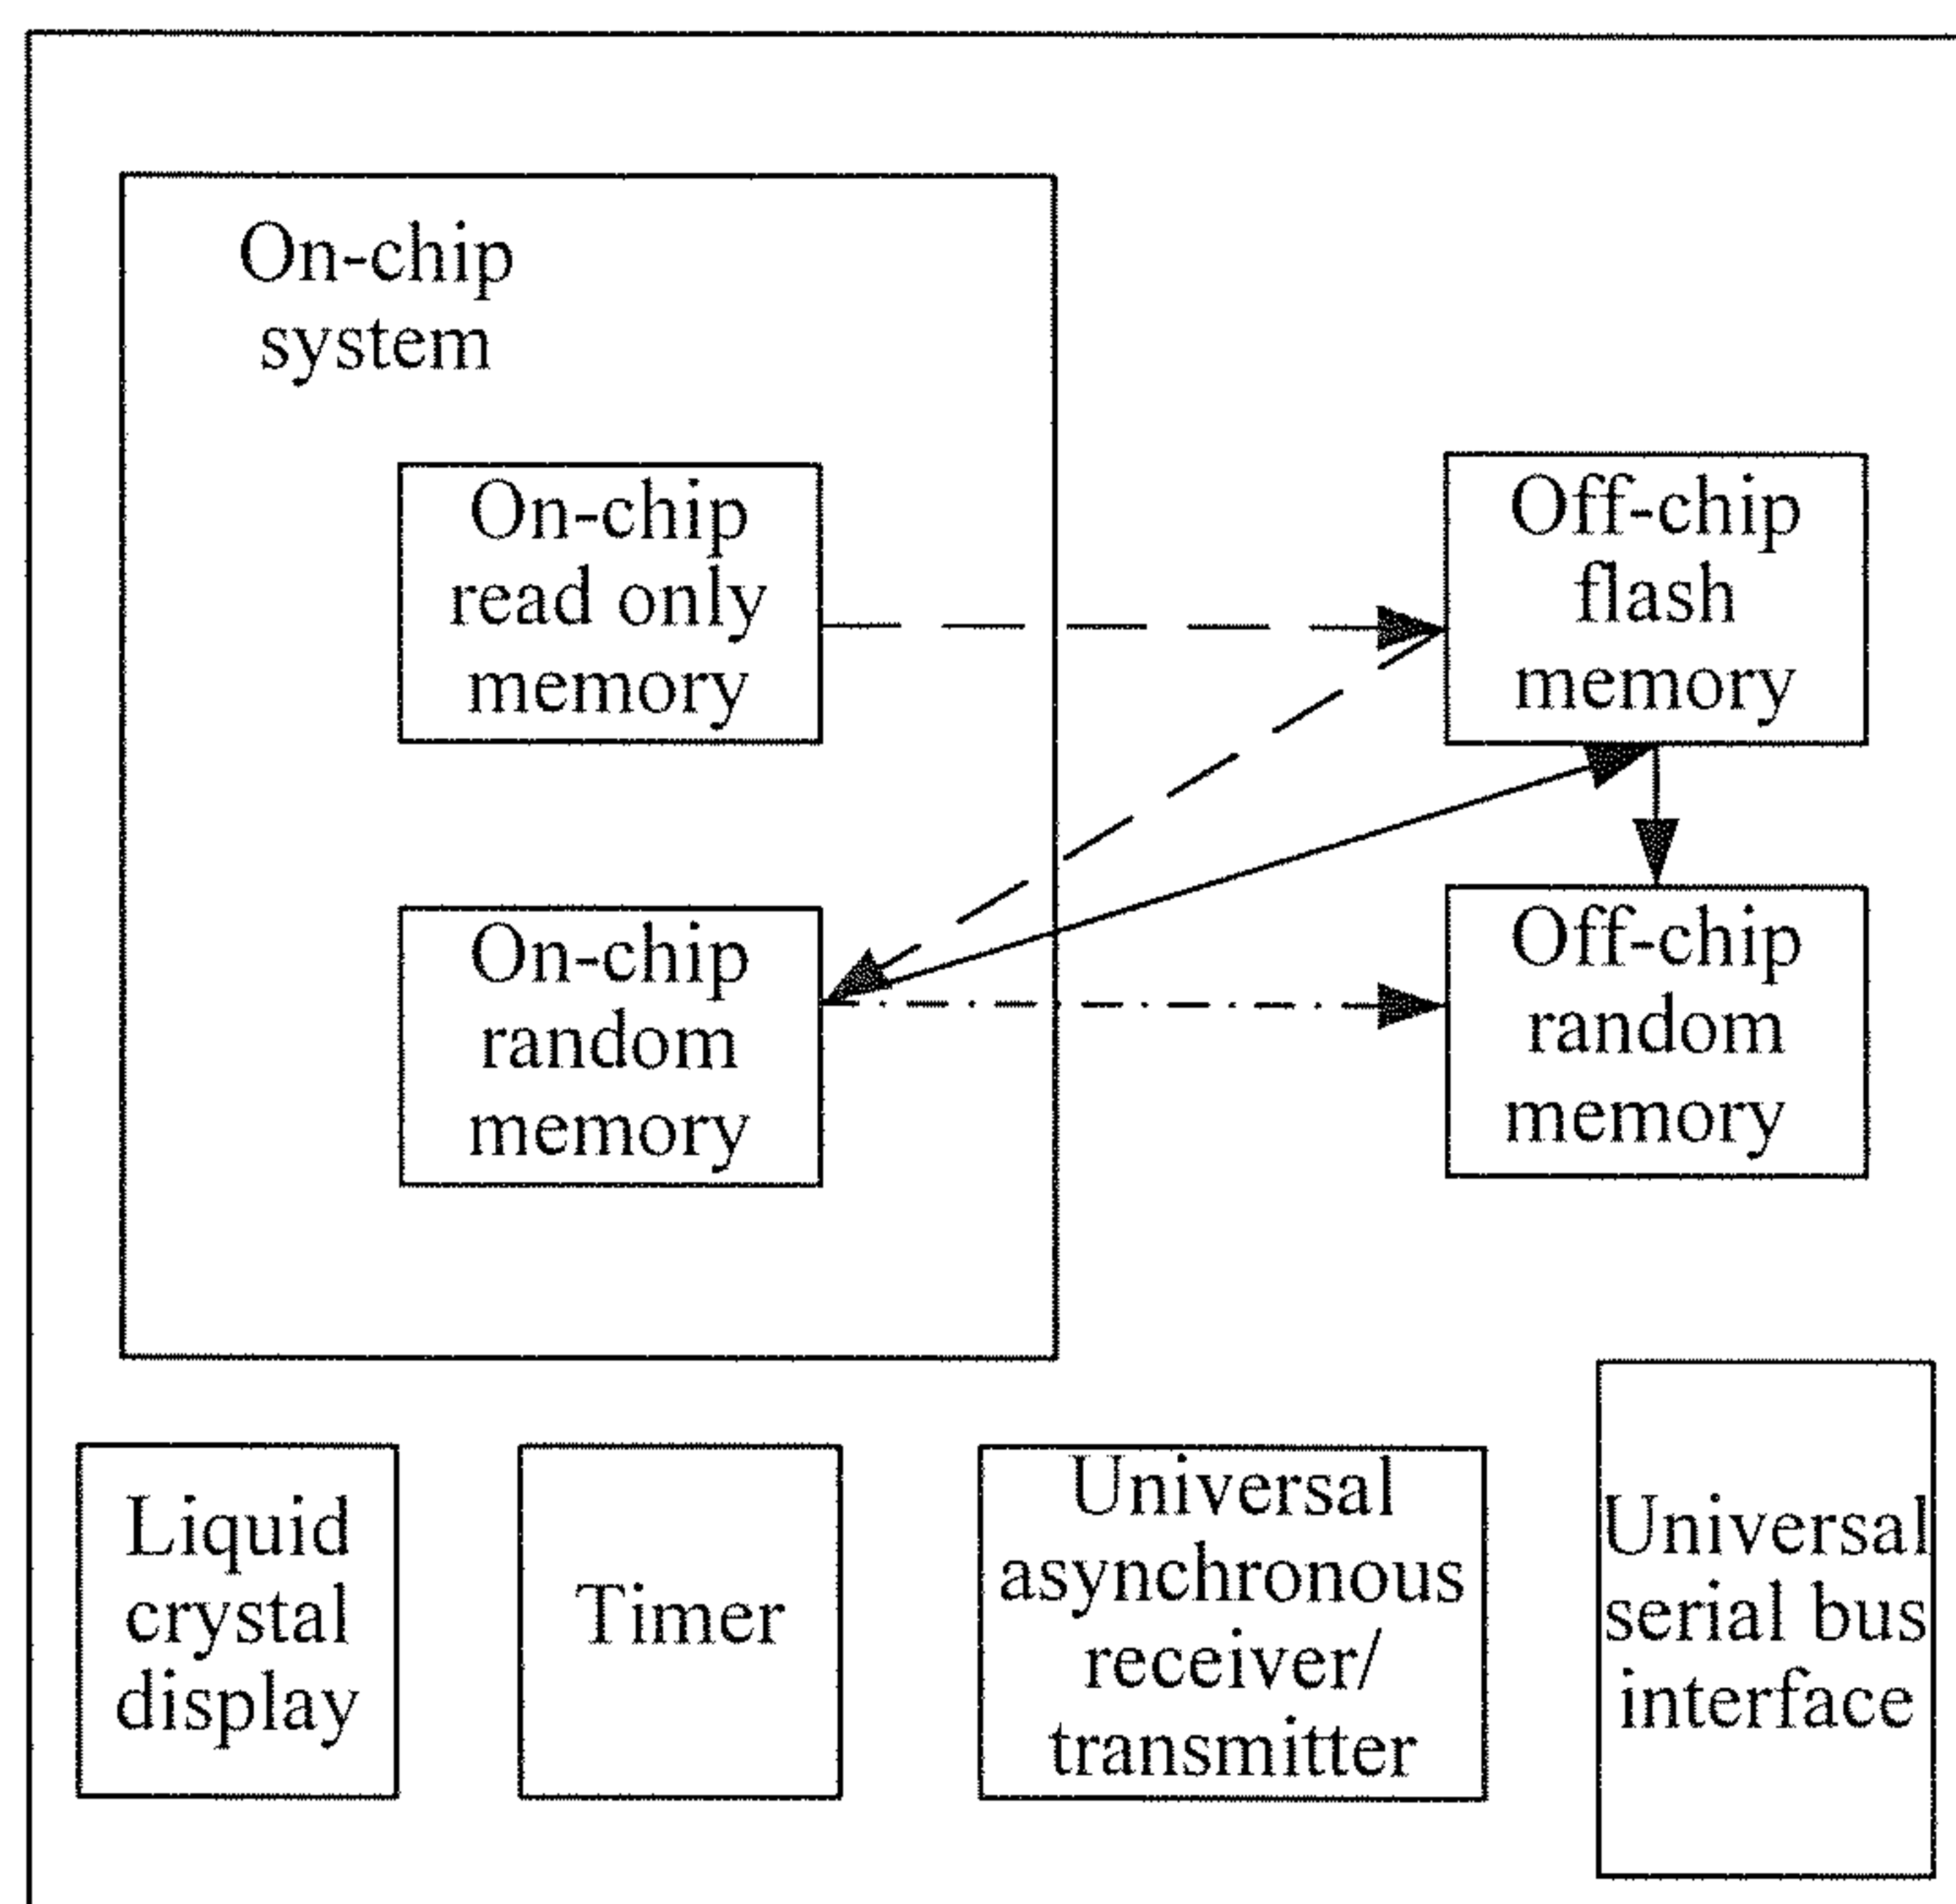 On-chip
system
On-chip
read only
memory
Off-chip
flash
memory
On-chip
random
memory
Off-chip
random
memory
Liquid
crystal
display
Timer
Universal
asynchronous
receiver/
transmitter
Universal
serial bus
interface